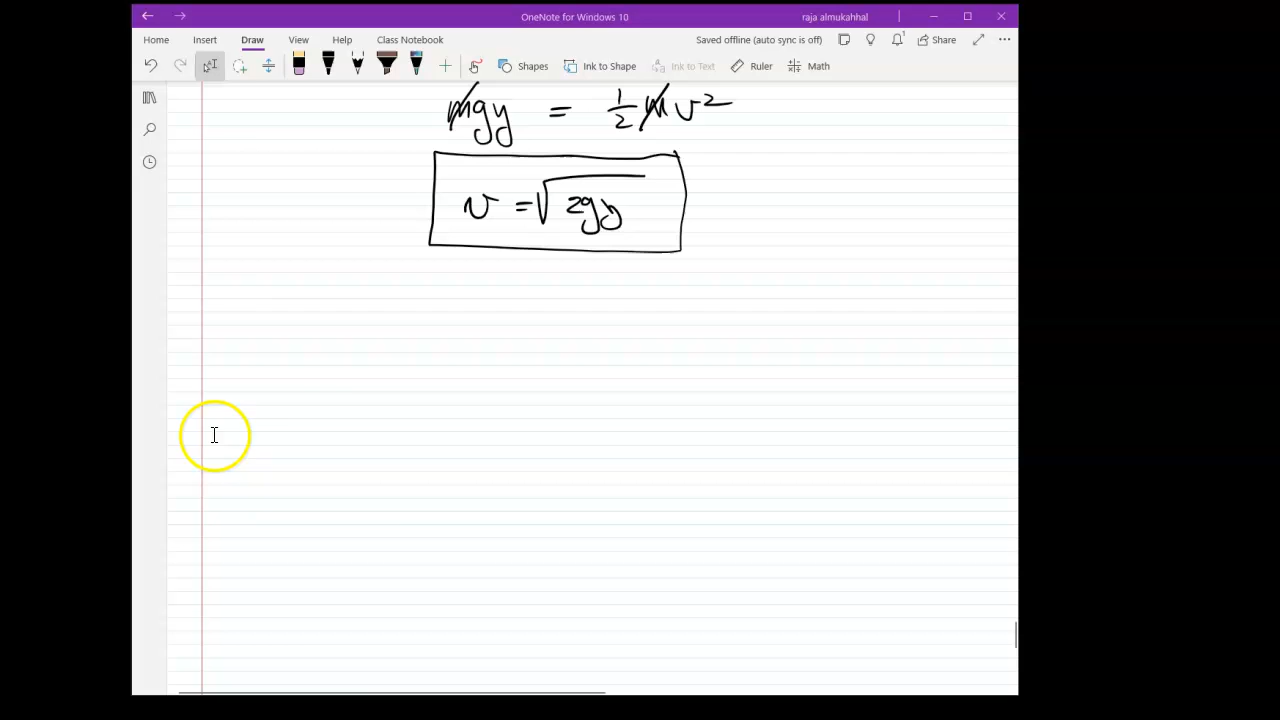 OneNote for Windows 10
raja almukahhal
Home Insert Draw View Help Class Notebook
Saved offline (auto sync is off)
1
Share
Shapes Ink to Shape Ink to Text Ruler Math
mgy = 1/2 mv²
v = √2gy